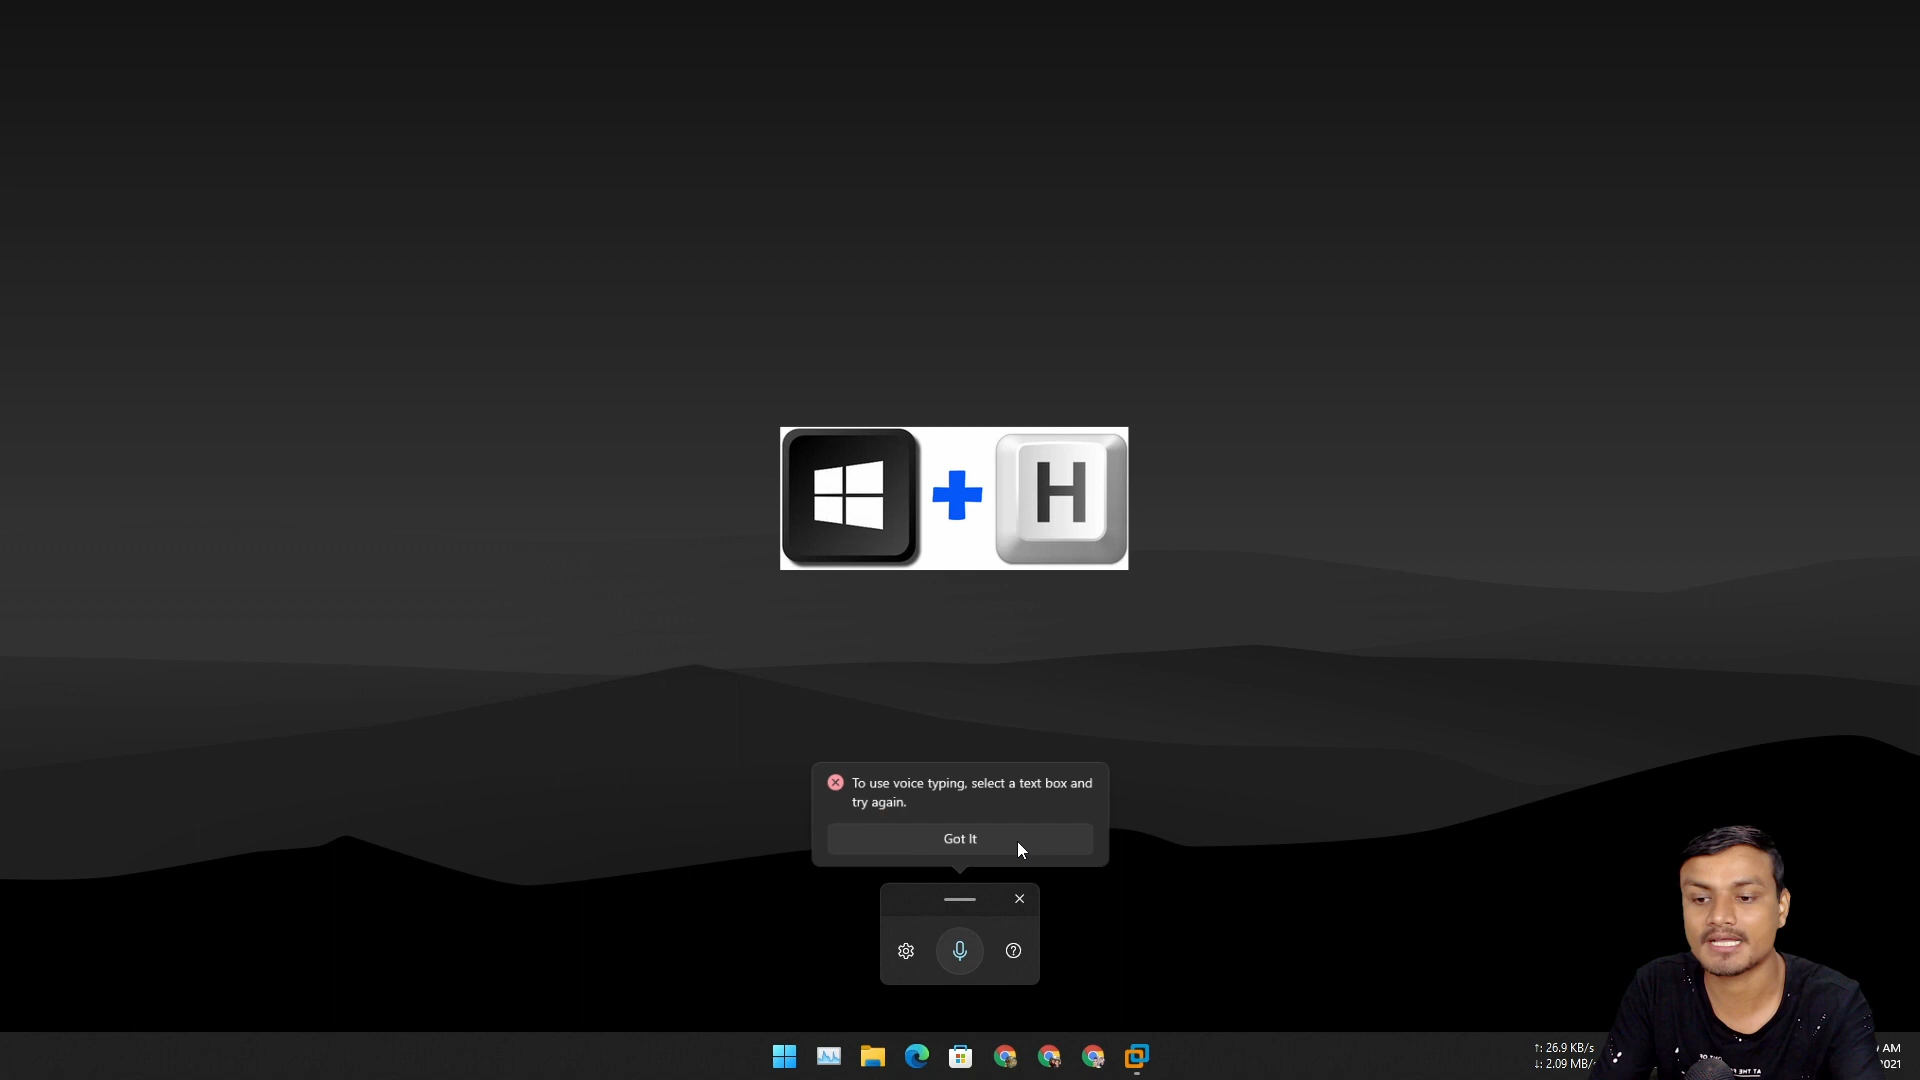 H
To use voice typing, select a text box and
try again.
Got It
↑: 26.9 KB/s
↓: 2.09 MB/
AM
2021